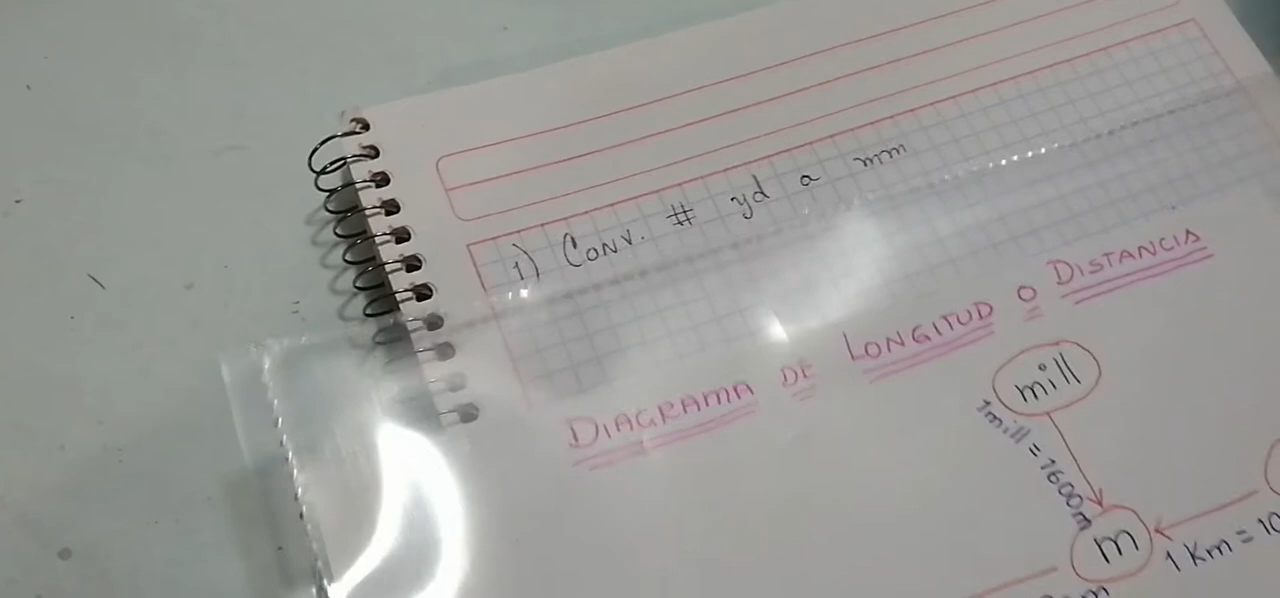 1) CONV. # yd a mm
DIAGRAMA DE LONGITUD O DISTANCIA
mill
1mill = 1600m
m
1 Km = 10